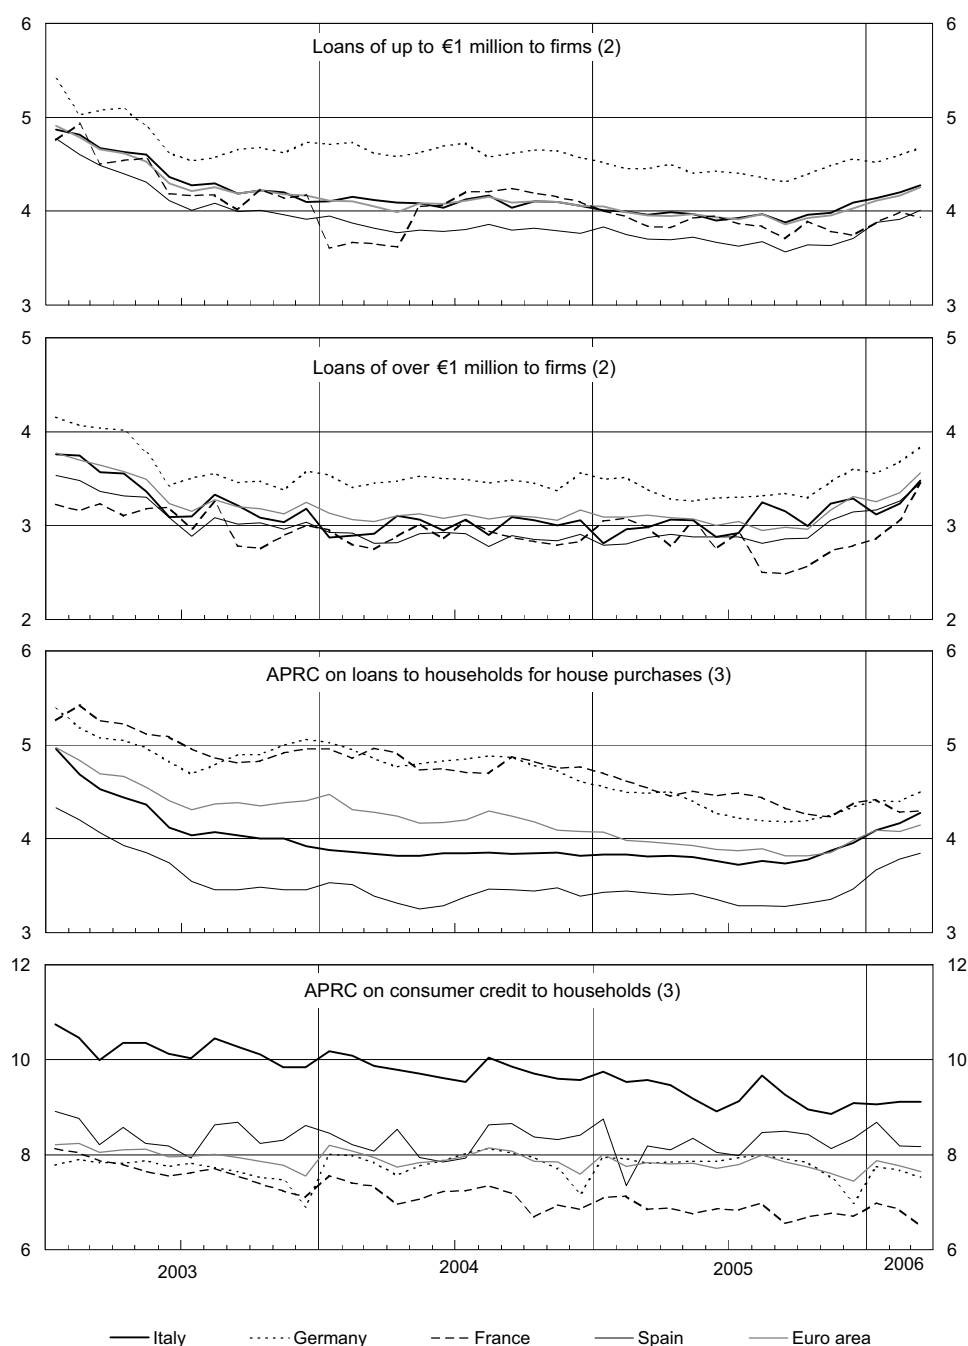 6 6
Loans of up to €1 million to firms (2)
5 5
4 4
3 3
5 5
Loans of over €1 million to firms (2)
4 4
3 3
2 2
6 6
APRC on loans to households for house purchases (3)
5 5
4 4
3 3
12 12
APRC on consumer credit to households (3)
10 10
8 8
6 6
2003 2004 2005 2006
Italy Germany France Spain Euro area